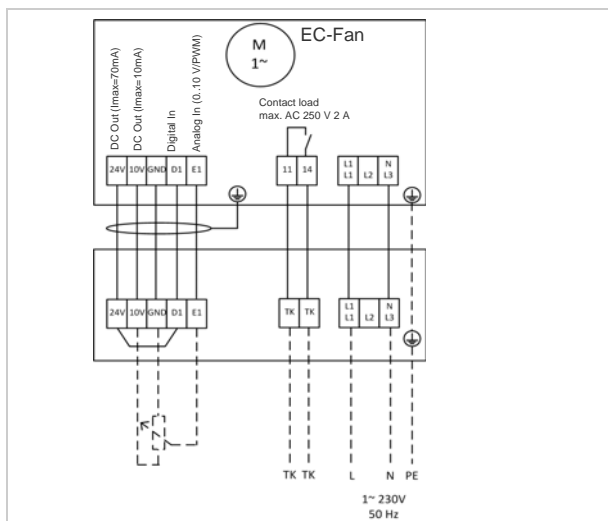 EC-Fan
M
1~
DC Out (Imax=70mA)
DC Out (Imax=10mA)
Digital In
Analog In (0..10 V/PWM)
Contact load
max. AC 250 V 2 A
24V 10V GND D1 E1
11 14
L1 L2 N
L1 L3
24V 10V GND D1 E1
TK TK
L1 L2 N
L1 L3
TK TK L N PE
1~ 230V
50 Hz